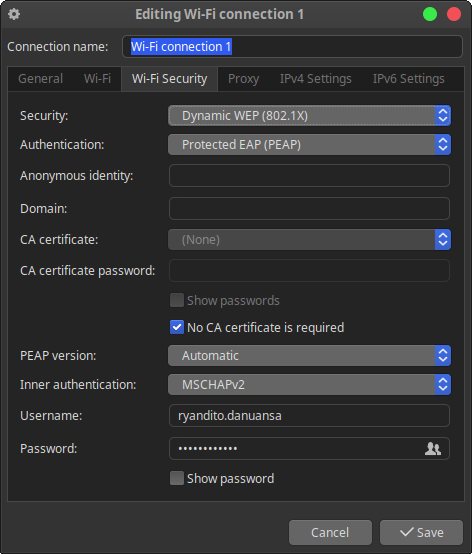 Editing Wi-Fi connection 1
Connection name: Wi-Fi connection 1
General Wi-Fi Wi-Fi Security Proxy IPv4 Settings IPv6 Settings
Security: Dynamic WEP (802.1X)
Authentication: Protected EAP (PEAP)
Anonymous identity:
Domain:
CA certificate: (None)
CA certificate password:
Show passwords
No CA certificate is required
PEAP version: Automatic
Inner authentication: MSCHAPv2
Username: ryandito.danuansa
Password: ••••••••••••
Show password
Cancel Save